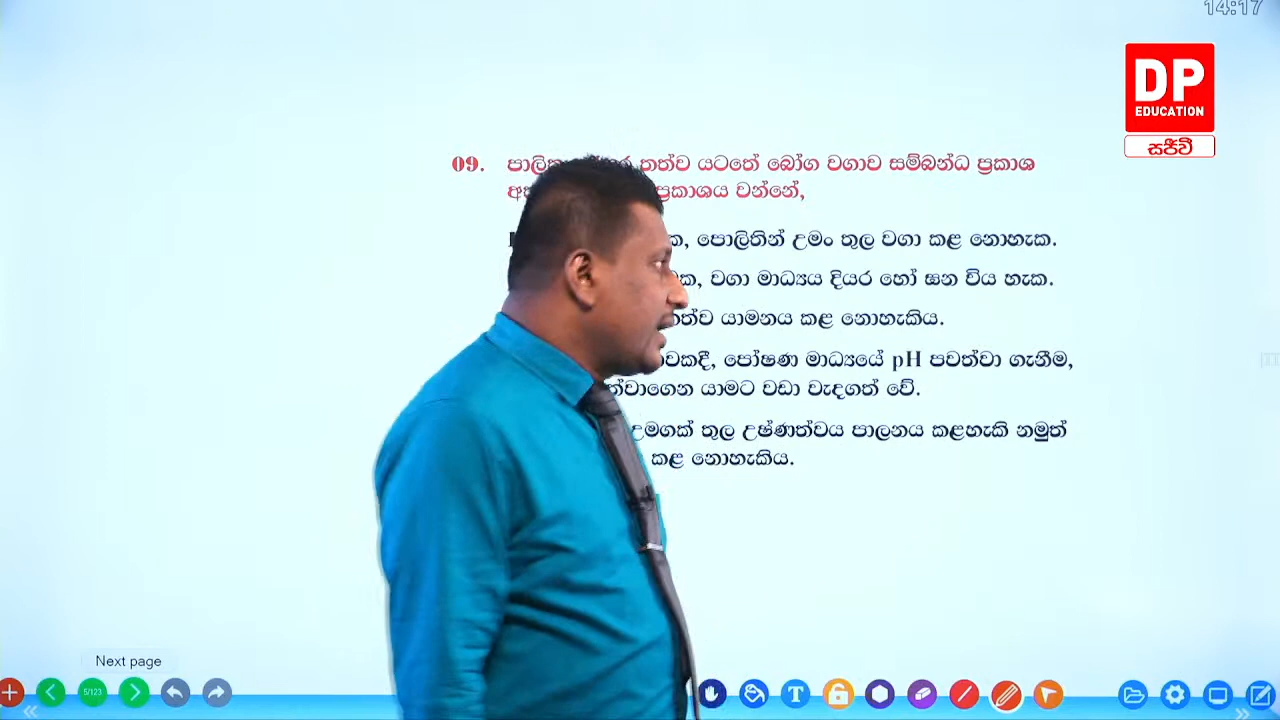 14:17
DP
EDUCATION
සජීවී
09. තත්ව යටතේ බෝග වගාව සම්බන්ධ ප්‍රකාශ
ප්‍රකාශය වන්නේ,
පොලිතින් උමං තුල වගා කළ නොහැක.
වගා මාධ්‍යය දියර හෝ ඝන විය හැක.
යාමනය කළ නොහැකිය.
පෝෂණ මාධ්‍යයේ pH පවත්වා ගැනීම,
යාමට වඩා වැදගත් වේ.
උමගක් තුල උෂ්ණත්වය පාලනය කළහැකි නමුත්
කළ නොහැකිය.
Next page
5/123
T